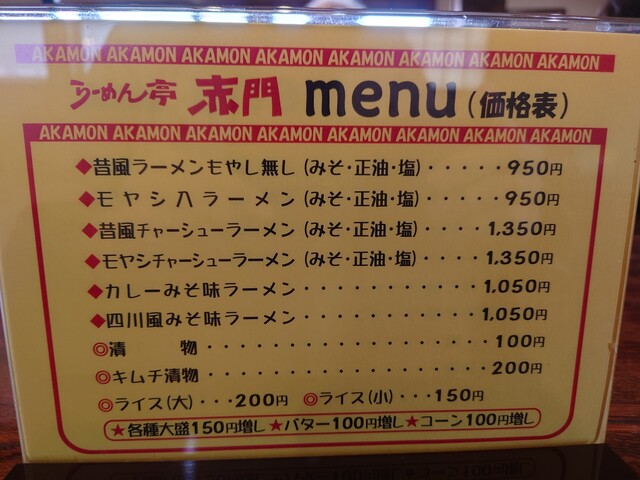 AKAMON AKAMON AKAMON AKAMON AKAMON AKAMON AKAMON AKAMON
らーめん亭 赤門 menu (価格表)
AKAMON AKAMON AKAMON AKAMON AKAMON AKAMON AKAMON AKAMON
◆昔風ラーメンもやし無し (みそ・正油・塩)・・・・・950円
◆モヤシ入ラーメン (みそ・正油・塩)・・・・・950円
◆昔風チャーシューラーメン (みそ・正油・塩)・・・・1,350円
◆モヤシチャーシューラーメン (みそ・正油・塩)・・・・1,350円
◆カレーみそ味ラーメン・・・・・・・・・・・・1,050円
◆四川風みそ味ラーメン・・・・・・・・・・・・1,050円
◎漬 物・・・・・・・・・・・・・・・・・・・100円
◎キムチ漬物・・・・・・・・・・・・・・・・・・200円
◎ライス(大)・・・200円 ◎ライス(小)・・・150円
★各種大盛150円増し★バター100円増し★コーン100円増し